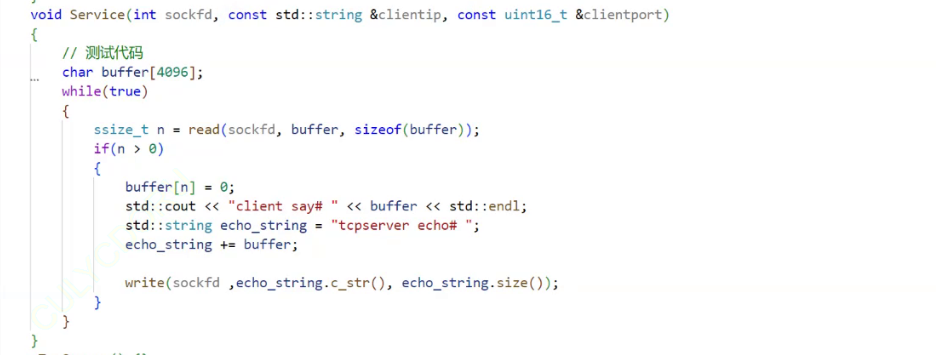 void Service(int sockfd, const std::string &clientip, const uint16_t &clientport)
{
// 测试代码
char buffer[4096];
while(true)
{
ssize_t n = read(sockfd, buffer, sizeof(buffer));
if(n > 0)
{
buffer[n] = 0;
std::cout << "client say# " << buffer << std::endl;
std::string echo_string = "tcpserver echo# ";
echo_string += buffer;
write(sockfd ,echo_string.c_str(), echo_string.size());
}
}
}